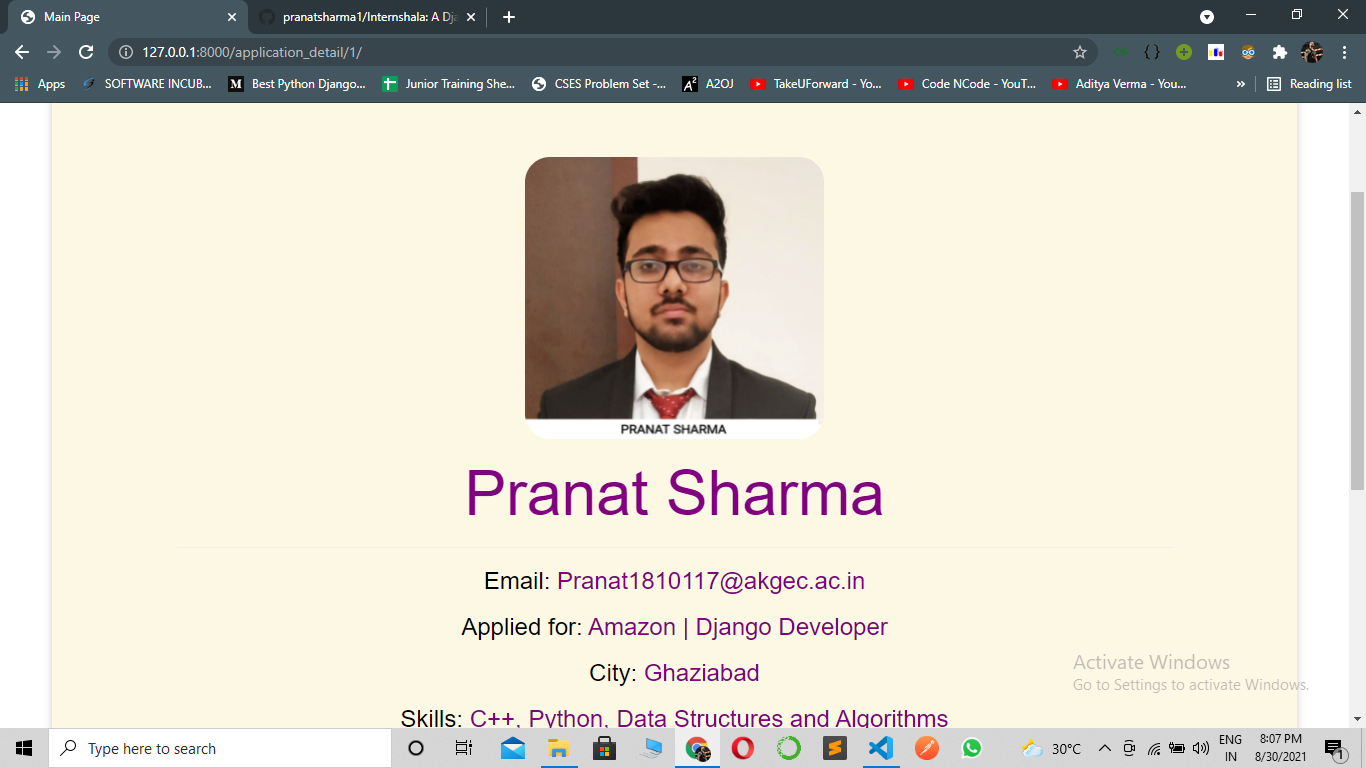 Main Page
pranatsharma1/Internshala: A Dja
127.0.0.1:8000/application_detail/1/
Apps
SOFTWARE INCUB...
M Best Python Django...
Junior Training She...
CSES Problem Set -...
A² A2OJ
TakeUForward - Yo...
Code NCode - YouT...
Aditya Verma - You...
»
Reading list
PRANAT SHARMA
Pranat Sharma
Email: Pranat1810117@akgec.ac.in
Applied for: Amazon | Django Developer
City: Ghaziabad
Skills: C++, Python, Data Structures and Algorithms
Activate Windows
Go to Settings to activate Windows.
Type here to search
30°C
ENG
IN
8:07 PM
8/30/2021
1